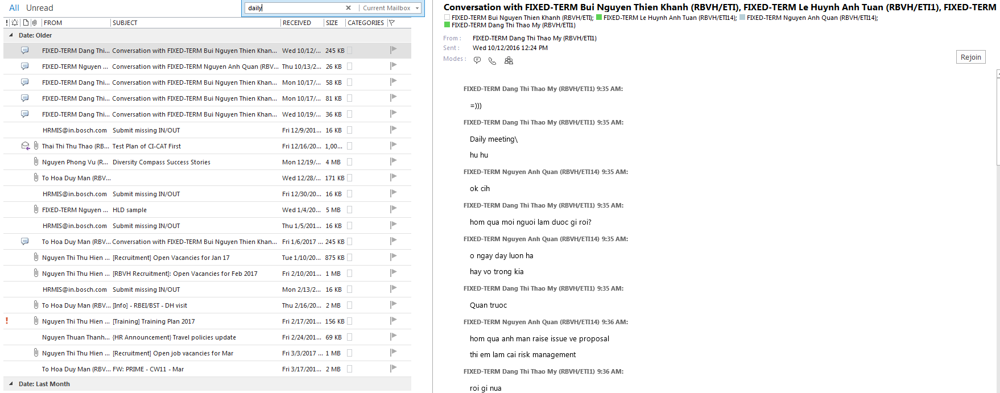 All Unread
daily
Current Mailbox
FROM SUBJECT RECEIVED SIZE CATEGORIES
Date: Older
FIXED-TERM Dang Thi... Conversation with FIXED-TERM Bui Nguyen Thien Khan... Wed 10/12/... 245 KB
FIXED-TERM Nguyen ... Conversation with FIXED-TERM Nguyen Anh Quan (RBV... Thu 10/13/2... 26 KB
FIXED-TERM Dang Thi... Conversation with FIXED-TERM Bui Nguyen Thien Khan... Mon 10/17/... 58 KB
FIXED-TERM Dang Thi... Conversation with FIXED-TERM Bui Nguyen Thien Khan... Mon 10/17/... 81 KB
FIXED-TERM Dang Thi... Conversation with FIXED-TERM Bui Nguyen Thien Khan... Wed 10/19/... 36 KB
HRMIS@in.bosch.com Submit missing IN/OUT Fri 12/9/201... 16 KB
Thai Thi Thu Thao (RB... Test Plan of CI-CAT First Fri 12/16/20... 1,00...
Nguyen Phong Vu (R... Diversity Compass Success Stories Mon 12/19/... 4 MB
To Hoa Duy Man (RBV... Wed 12/28/... 171 KB
HRMIS@in.bosch.com Submit missing IN/OUT Fri 12/30/20... 16 KB
FIXED-TERM Nguyen ... HLD sample Wed 1/4/20... 5 MB
HRMIS@in.bosch.com Submit missing IN/OUT Thu 1/5/201... 16 KB
To Hoa Duy Man (RBV... Conversation with FIXED-TERM Bui Nguyen Thien Khan... Fri 1/6/2017 ... 245 KB
Nguyen Thi Thu Hien ... [Recruitment] Open Vacancies for Jan 17 Tue 1/10/20... 875 KB
Nguyen Thi Thu Hien ... [RBVH Recruitment]: Open Vacancies for Feb 2017 Fri 2/10/201... 1 MB
HRMIS@in.bosch.com Submit missing IN/OUT Mon 2/13/2... 16 KB
To Hoa Duy Man (RBV... [Info] - RBEI/BST - DH visit Thu 2/16/20... 2 MB
! Nguyen Thi Thu Hien ... [Training] Training Plan 2017 Fri 2/17/201... 156 KB
Nguyen Thuan Thanh... {HR Announcement} Travel policies update Fri 2/24/201... 69 KB
Nguyen Thi Thu Hien ... [Recruitment] Open job vacancies for Mar Fri 3/3/2017 ... 1 MB
To Hoa Duy Man (RBV... FW: PRIME - CW11 - Mar Fri 3/17/201... 2 MB
Date: Last Month
Conversation with FIXED-TERM Bui Nguyen Thien Khanh (RBVH/ETI), FIXED-TERM Le Huynh Anh Tuan (RBVH/ETI1), FIXED-TERM
FIXED-TERM Bui Nguyen Thien Khanh (RBVH/ETI); FIXED-TERM Le Huynh Anh Tuan (RBVH/ETI14); FIXED-TERM Nguyen Anh Quan (RBVH/ETI14);
FIXED-TERM Dang Thi Thao My (RBVH/ETI1)
From : FIXED-TERM Dang Thi Thao My (RBVH/ETI1)
Sent : Wed 10/12/2016 12:24 PM
Modes :
Rejoin
FIXED-TERM Dang Thi Thao My (RBVH/ETI1) 9:35 AM:
=)))
FIXED-TERM Dang Thi Thao My (RBVH/ETI1) 9:35 AM:
Daily meeting\
hu hu
FIXED-TERM Nguyen Anh Quan (RBVH/ETI14) 9:35 AM:
ok cih
FIXED-TERM Dang Thi Thao My (RBVH/ETI1) 9:35 AM:
hom qua moi nguoi lam duoc gi roi?
FIXED-TERM Nguyen Anh Quan (RBVH/ETI14) 9:35 AM:
o ngay day luon ha
hay vo trong kia
FIXED-TERM Dang Thi Thao My (RBVH/ETI1) 9:35 AM:
Quan truoc
FIXED-TERM Nguyen Anh Quan (RBVH/ETI14) 9:36 AM:
hom qua anh man raise issue ve proposal
thi em lam cai risk management
FIXED-TERM Dang Thi Thao My (RBVH/ETI1) 9:36 AM:
roi gi nua